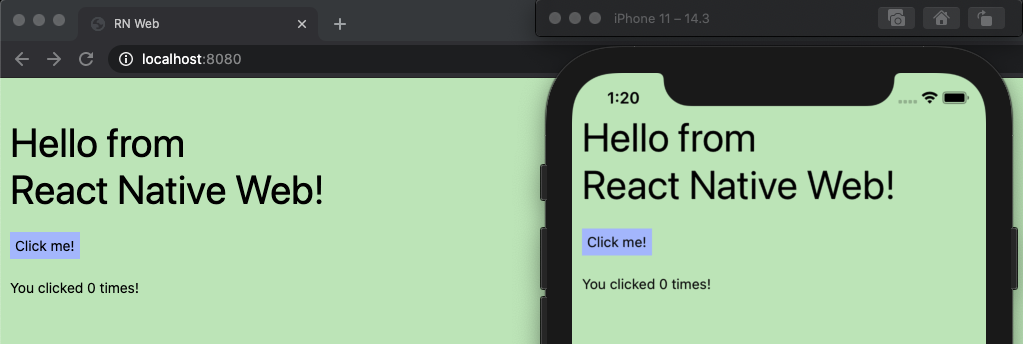 RN Web
localhost:8080
Hello from
React Native Web!
Click me!
You clicked 0 times!
iPhone 11 – 14.3
1:20
Hello from
React Native Web!
Click me!
You clicked 0 times!